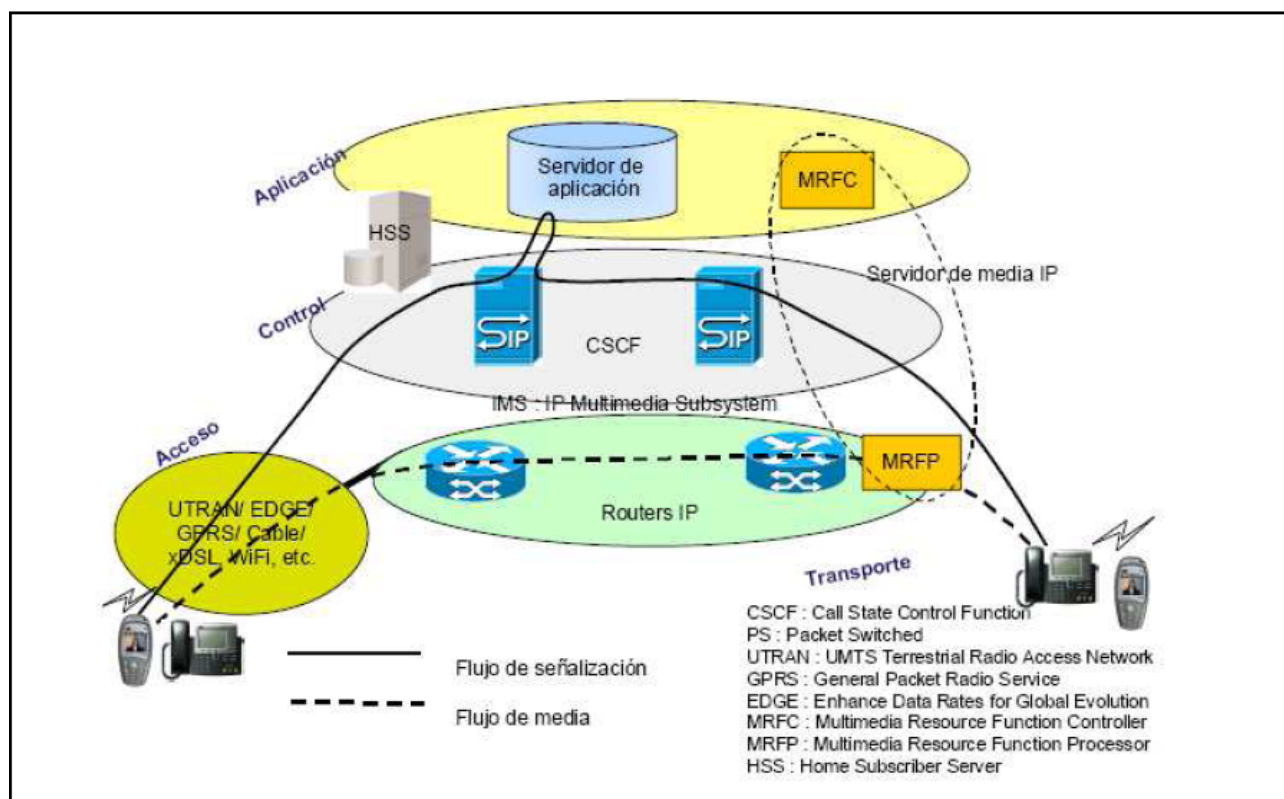 Aplicación
Servidor de
aplicación
MRFC
HSS
Servidor de media IP
Control
SIP
SIP
CSCF
IMS : IP Multimedia Subsystem
Acceso
MRFP
UTRAN/ EDGE/
GPRS/ Cable/
xDSL, WiFi, etc.
Routers IP
Transporte
Flujo de señalización
Flujo de media
CSCF : Call State Control Function
PS : Packet Switched
UTRAN : UMTS Terrestrial Radio Access Network
GPRS : General Packet Radio Service
EDGE : Enhance Data Rates for Global Evolution
MRFC : Multimedia Resource Function Controller
MRFP : Multimedia Resource Function Processor
HSS : Home Subscriber Server